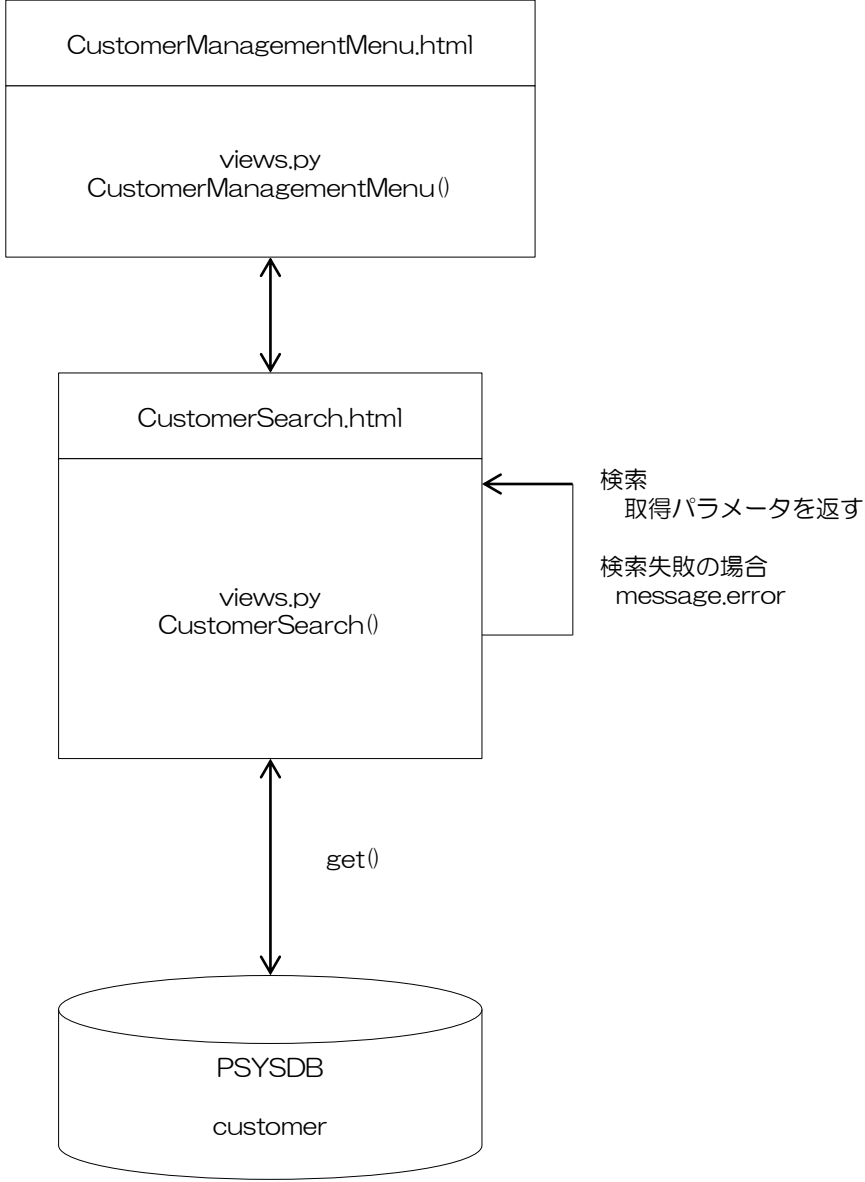 CustomerManagementMenu.html
views.py
CustomerManagementMenu()
CustomerSearch.html
検索
取得パラメータを返す
検索失敗の場合
message.error
views.py
CustomerSearch()
get()
PSYSDB
customer